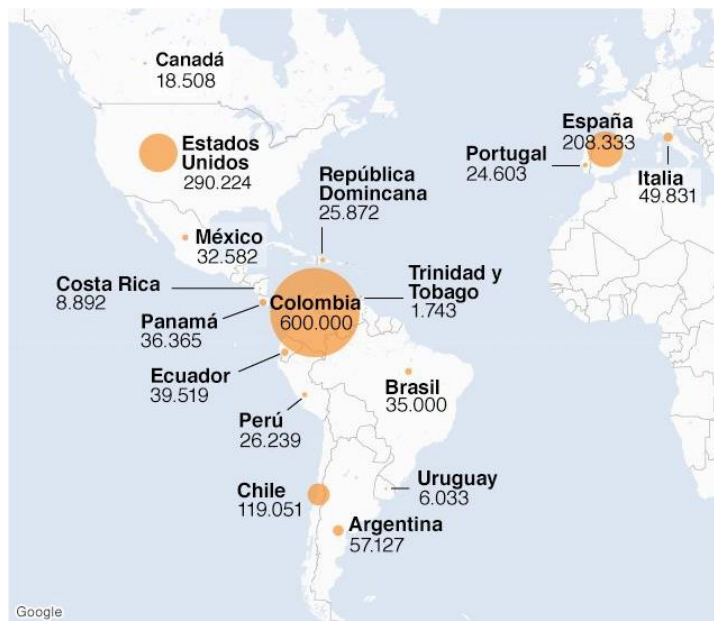 Canadá
18.508
Estados
Unidos
290.224
España
208.333
Portugal
24.603
Italia
49.831
República
Domincana
25.872
México
32.582
Costa Rica
8.892
Colombia
600.000
Trinidad y
Tobago
1.743
Panamá
36.365
Ecuador
39.519
Brasil
35.000
Perú
26.239
Chile
119.051
Uruguay
6.033
Argentina
57.127
Google